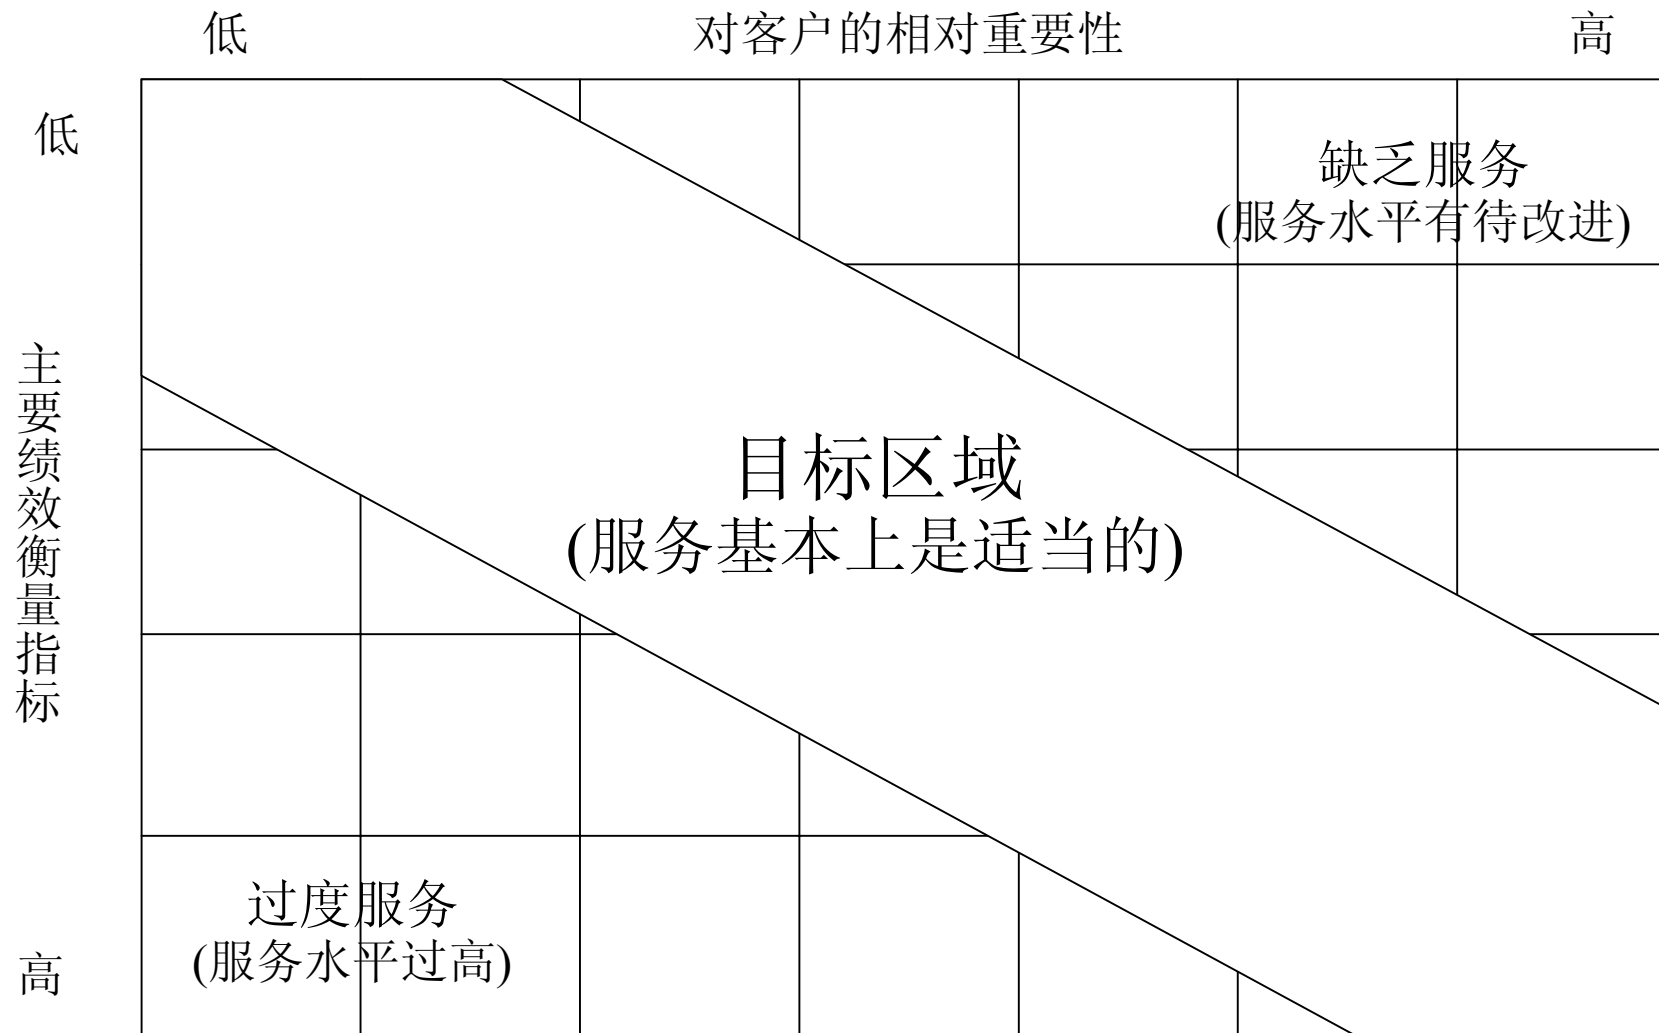 低 对客户的相对重要性 高
低
缺乏服务
(服务水平有待改进)
主要绩效衡量指标
目标区域
(服务基本上是适当的)
过度服务
(服务水平过高)
高